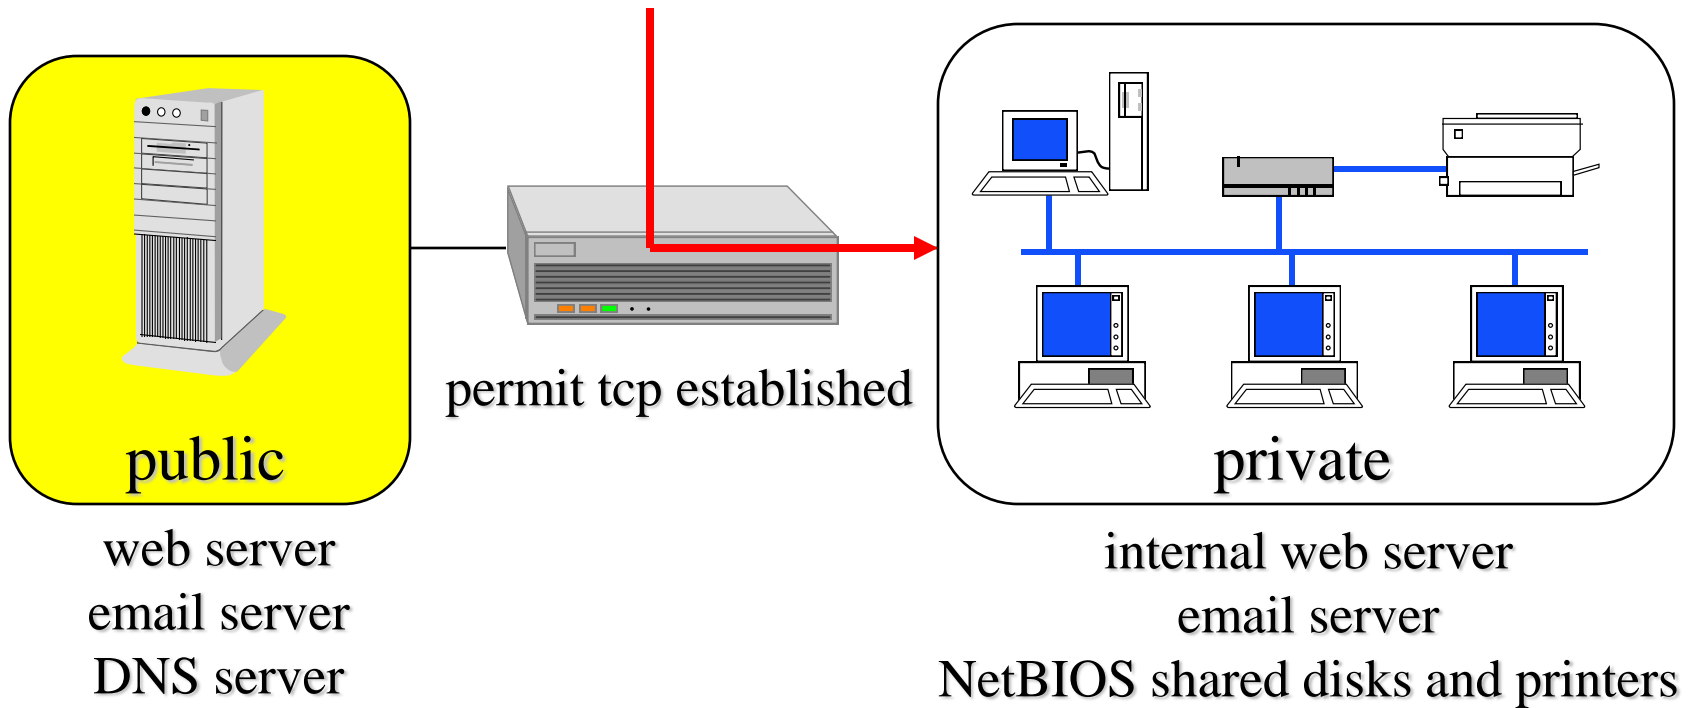 permit tcp established
public
web server
email server
DNS server
private
internal web server
email server
NetBIOS shared disks and printers